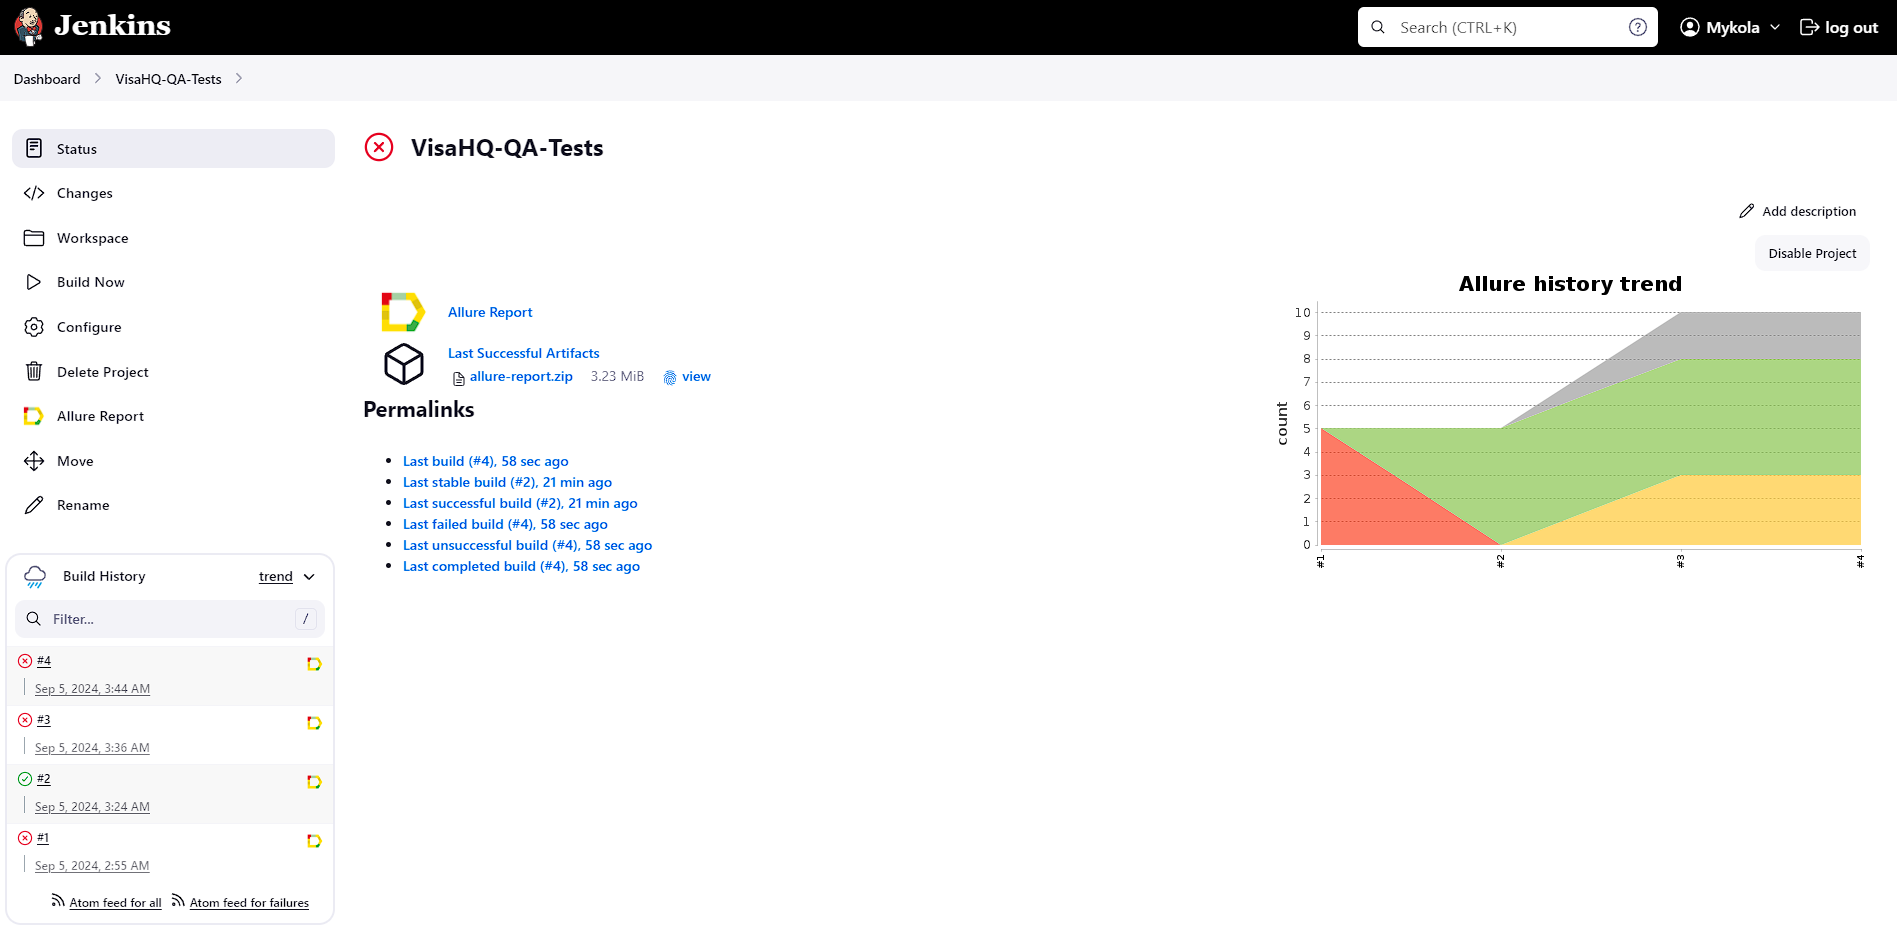 Jenkins
Search (CTRL+K)
Mykola
log out
Dashboard
VisaHQ-QA-Tests
Status
Changes
Workspace
Build Now
Configure
Delete Project
Allure Report
Move
Rename
Build History
trend
Filter...
/
#4
Sep 5, 2024, 3:44 AM
#3
Sep 5, 2024, 3:36 AM
#2
Sep 5, 2024, 3:24 AM
#1
Sep 5, 2024, 2:55 AM
Atom feed for all
Atom feed for failures
VisaHQ-QA-Tests
Add description
Disable Project
Allure Report
Last Successful Artifacts
allure-report.zip 3.23 MiB view
Permalinks
Last build (#4), 58 sec ago
Last stable build (#2), 21 min ago
Last successful build (#2), 21 min ago
Last failed build (#4), 58 sec ago
Last unsuccessful build (#4), 58 sec ago
Last completed build (#4), 58 sec ago
Allure history trend
count
10
9
8
7
6
5
4
3
2
1
0
#1
#2
#3
#4